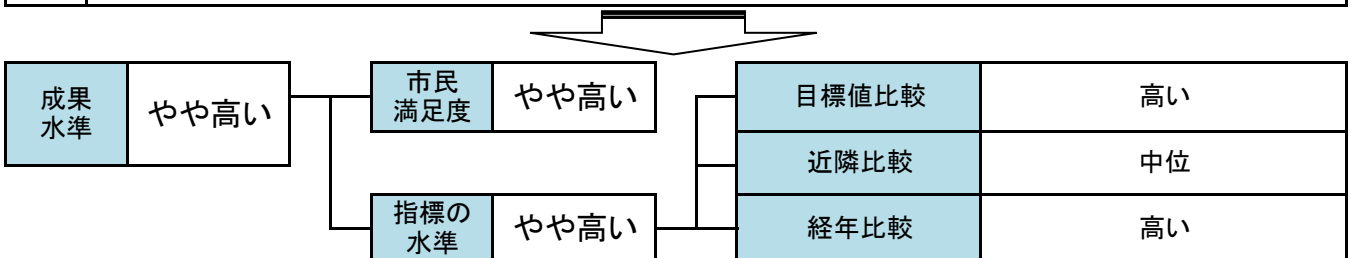 成果
水準
やや高い
市民
満足度
やや高い
指標の
水準
やや高い
目標値比較
高い
近隣比較
中位
経年比較
高い